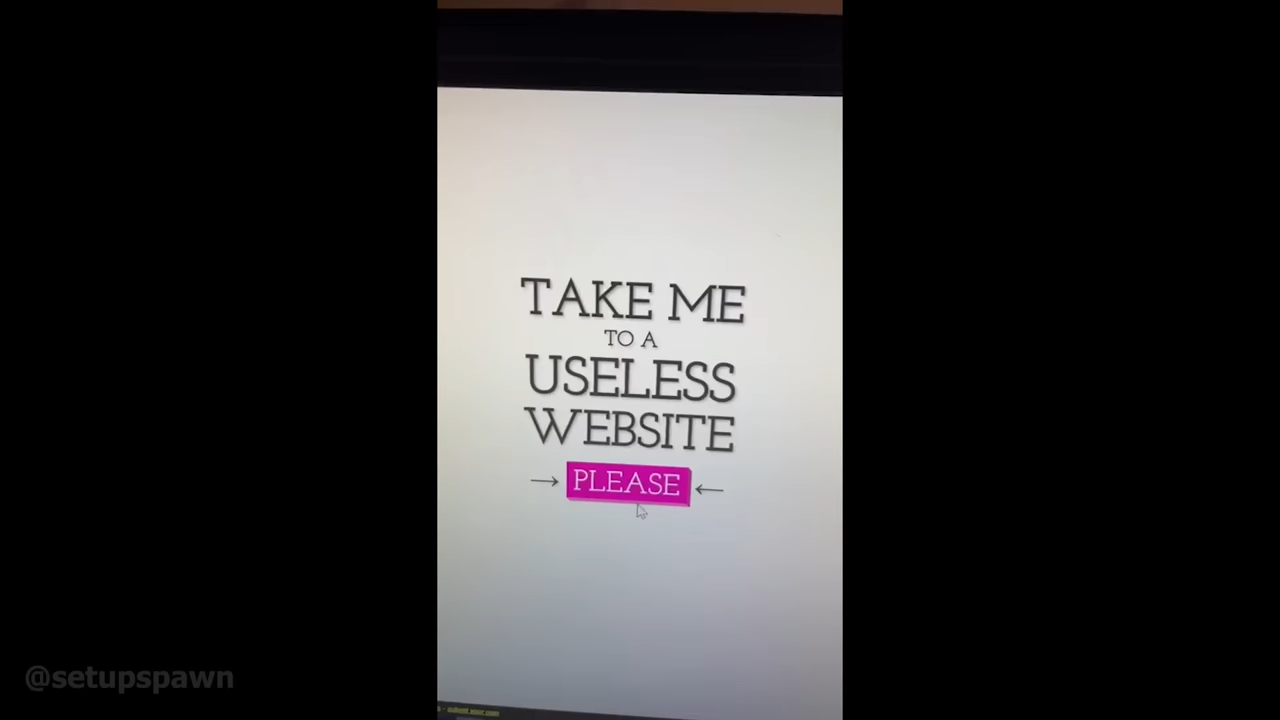 TAKE ME
TO A
USELESS
WEBSITE
→ PLEASE ←
@setupspawn